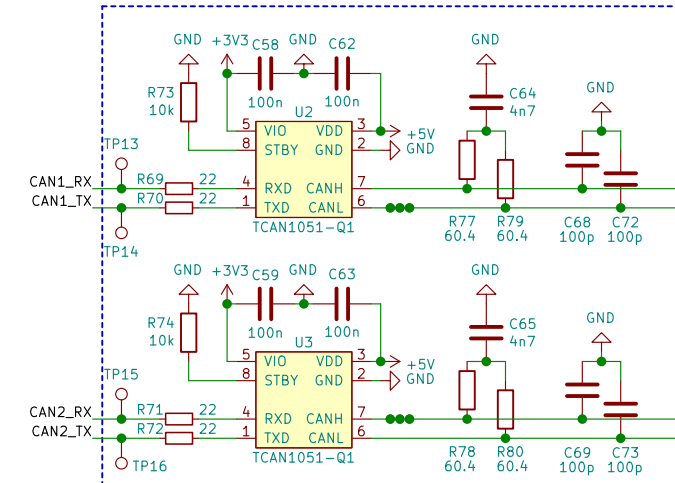 GND +3V3 C58 GND C62 GND
R73 10k 100n 100n C64 4n7 GND
U2 +5V
TP13 5 VIO VDD 3
8 STBY GND 2 GND
CAN1_RX R69 22 4 RXD CANH 7
CAN1_TX R70 22 1 TXD CANL 6
TCAN1051-Q1 R77 R79 C68 C72
60.4 60.4 100p 100p
TP14
GND +3V3 C59 GND C63 GND
R74 10k 100n 100n C65 4n7 GND
U3 +5V
TP15 5 VIO VDD 3
8 STBY GND 2 GND
CAN2_RX R71 22 4 RXD CANH 7
CAN2_TX R72 22 1 TXD CANL 6
TCAN1051-Q1 R78 R80 C69 C73
60.4 60.4 100p 100p
TP16